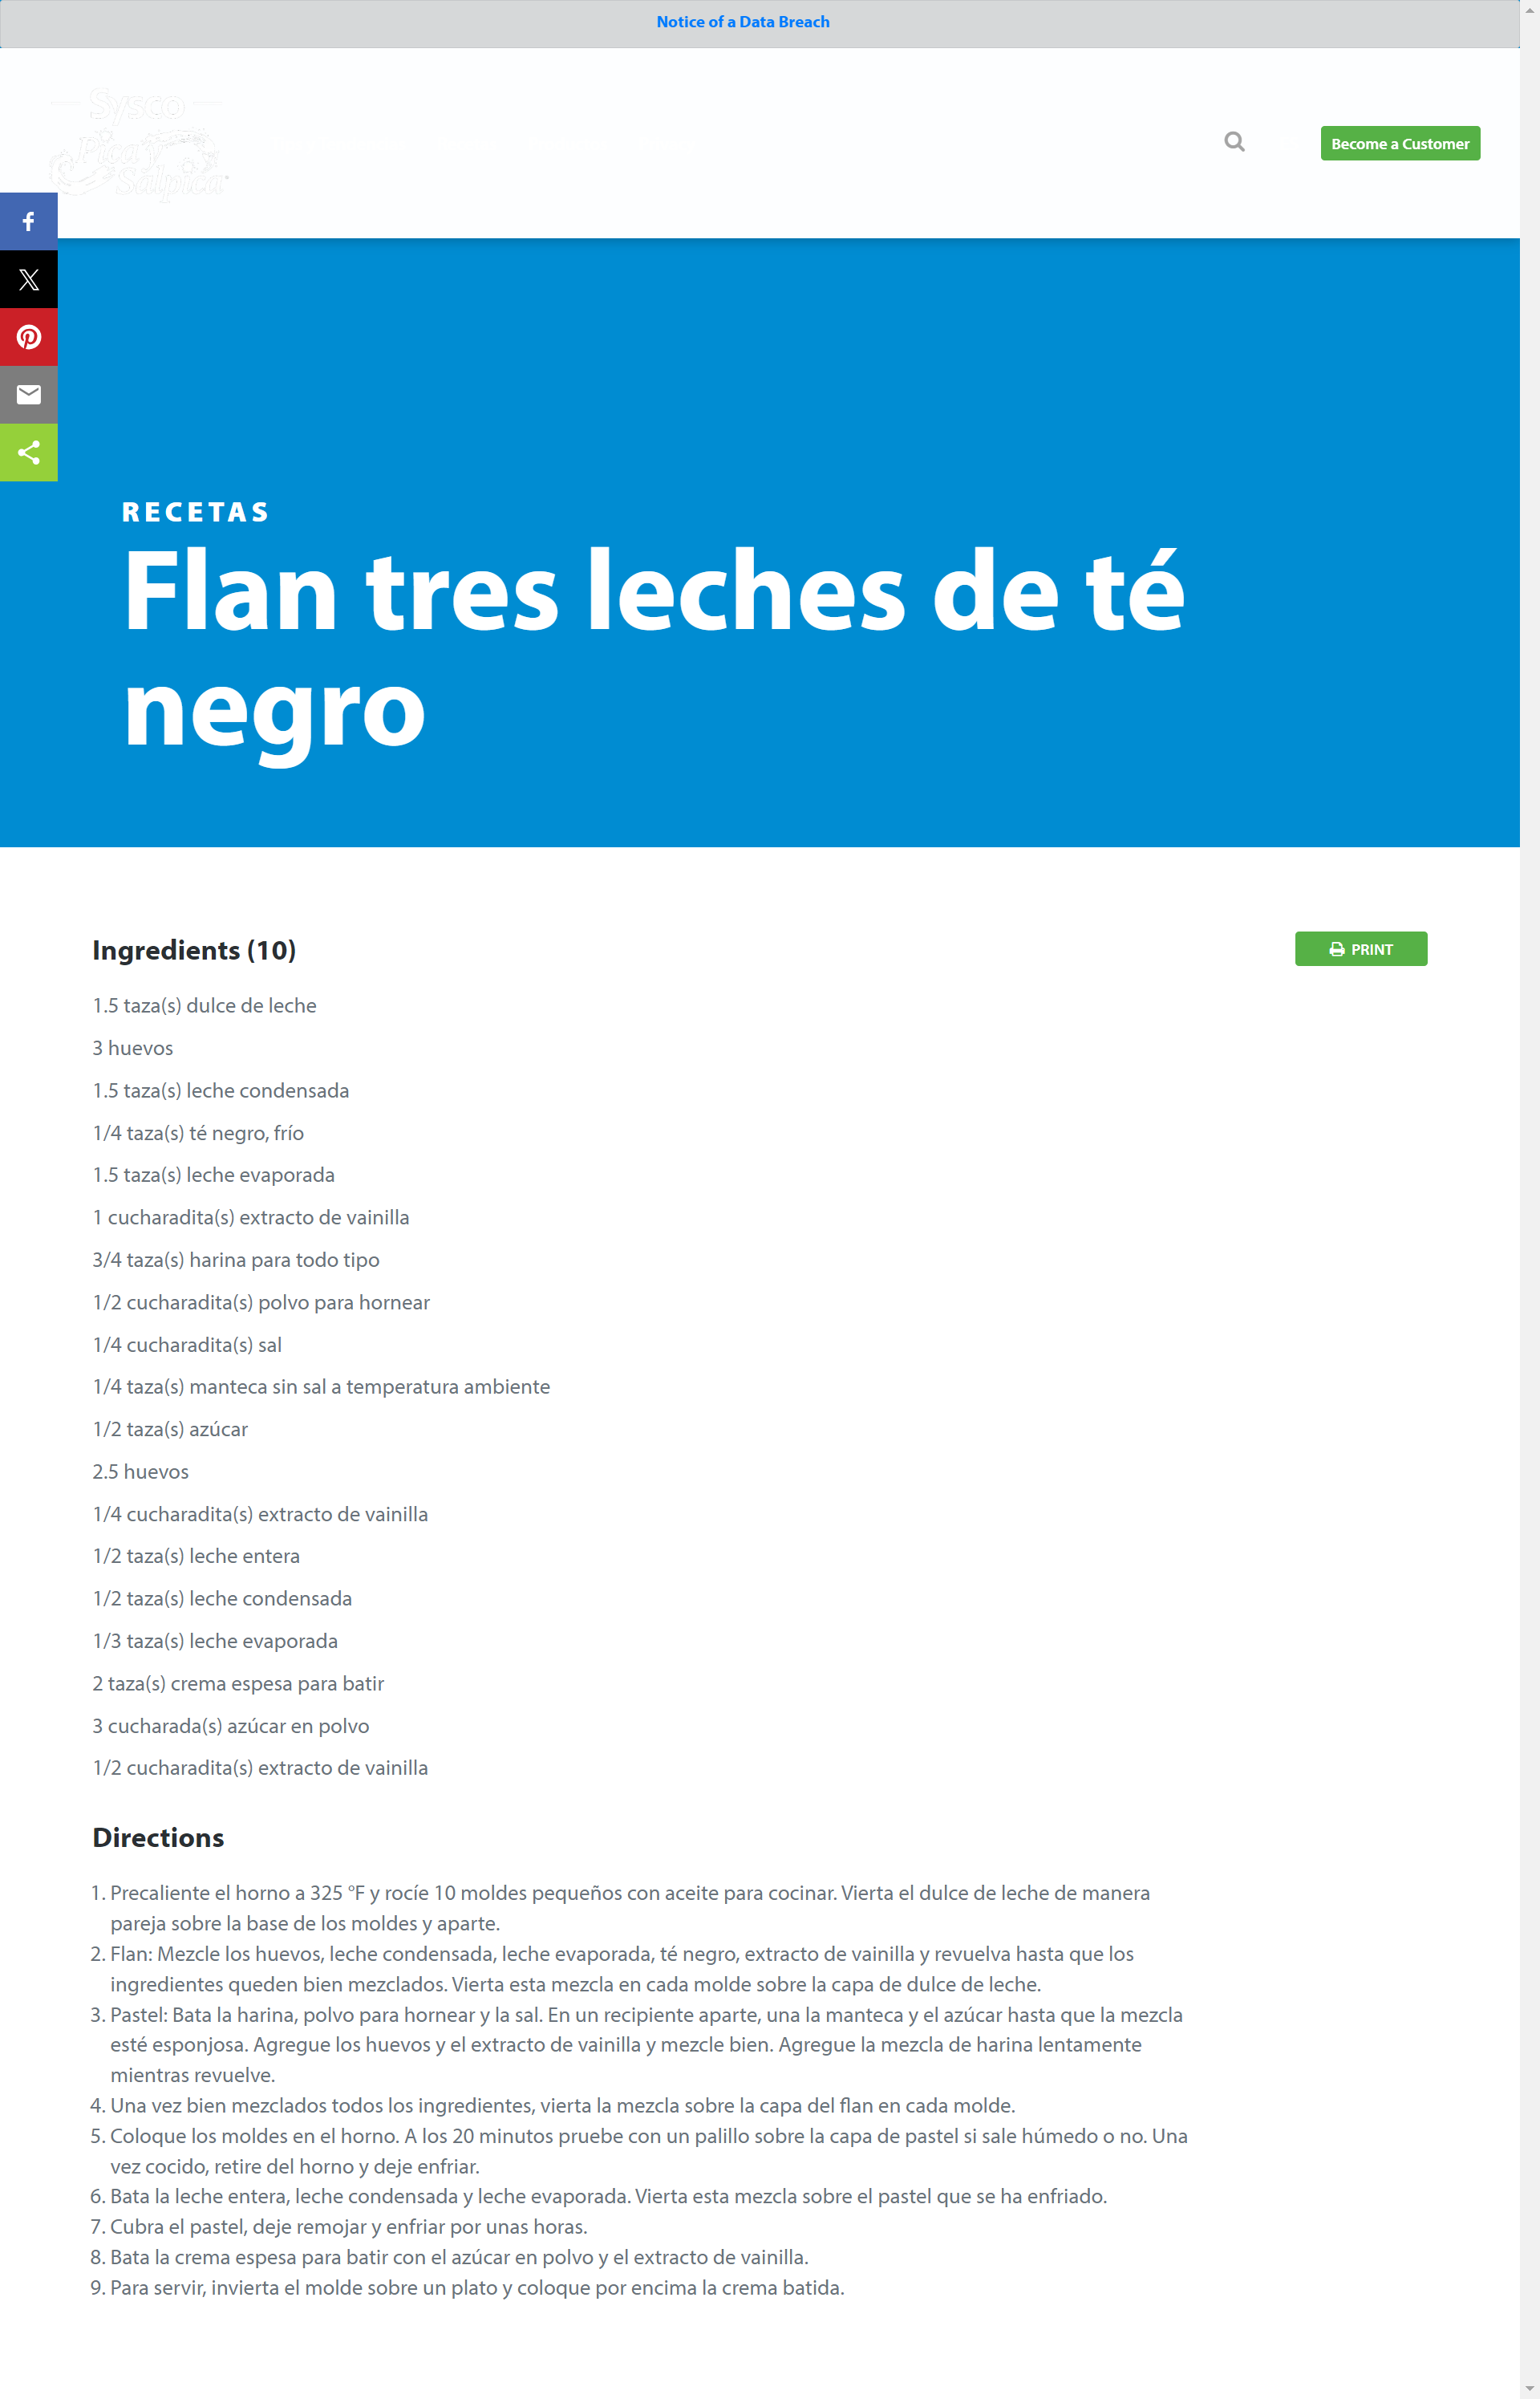 Notice of a Data Breach
Sysco
Pica y
Salpica
Become a Customer
RECETAS
Flan tres leches de té
negro
Ingredients (10)
PRINT
1.5 taza(s) dulce de leche
3 huevos
1.5 taza(s) leche condensada
1/4 taza(s) té negro, frío
1.5 taza(s) leche evaporada
1 cucharadita(s) extracto de vainilla
3/4 taza(s) harina para todo tipo
1/2 cucharadita(s) polvo para hornear
1/4 cucharadita(s) sal
1/4 taza(s) manteca sin sal a temperatura ambiente
1/2 taza(s) azúcar
2.5 huevos
1/4 cucharadita(s) extracto de vainilla
1/2 taza(s) leche entera
1/2 taza(s) leche condensada
1/3 taza(s) leche evaporada
2 taza(s) crema espesa para batir
3 cucharada(s) azúcar en polvo
1/2 cucharadita(s) extracto de vainilla
Directions
1. Precaliente el horno a 325 °F y rocíe 10 moldes pequeños con aceite para cocinar. Vierta el dulce de leche de manera
pareja sobre la base de los moldes y aparte.
2. Flan: Mezcle los huevos, leche condensada, leche evaporada, té negro, extracto de vainilla y revuelva hasta que los
ingredientes queden bien mezclados. Vierta esta mezcla en cada molde sobre la capa de dulce de leche.
3. Pastel: Bata la harina, polvo para hornear y la sal. En un recipiente aparte, una la manteca y el azúcar hasta que la mezcla
esté esponjosa. Agregue los huevos y el extracto de vainilla y mezcle bien. Agregue la mezcla de harina lentamente
mientras revuelve.
4. Una vez bien mezclados todos los ingredientes, vierta la mezcla sobre la capa del flan en cada molde.
5. Coloque los moldes en el horno. A los 20 minutos pruebe con un palillo sobre la capa de pastel si sale húmedo o no. Una
vez cocido, retire del horno y deje enfriar.
6. Bata la leche entera, leche condensada y leche evaporada. Vierta esta mezcla sobre el pastel que se ha enfriado.
7. Cubra el pastel, deje remojar y enfriar por unas horas.
8. Bata la crema espesa para batir con el azúcar en polvo y el extracto de vainilla.
9. Para servir, invierta el molde sobre un plato y coloque por encima la crema batida.